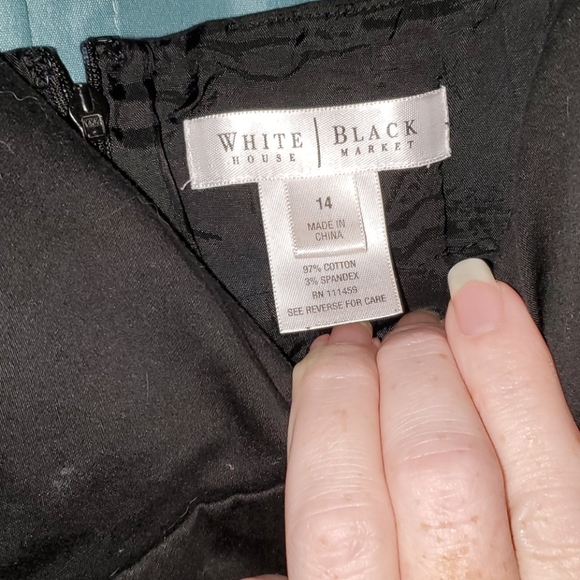 WHITE | BLACK
HOUSE MARKET
14
MADE IN
CHINA
97% COTTON
3% SPANDEX
RN 111459
SEE REVERSE FOR CARE